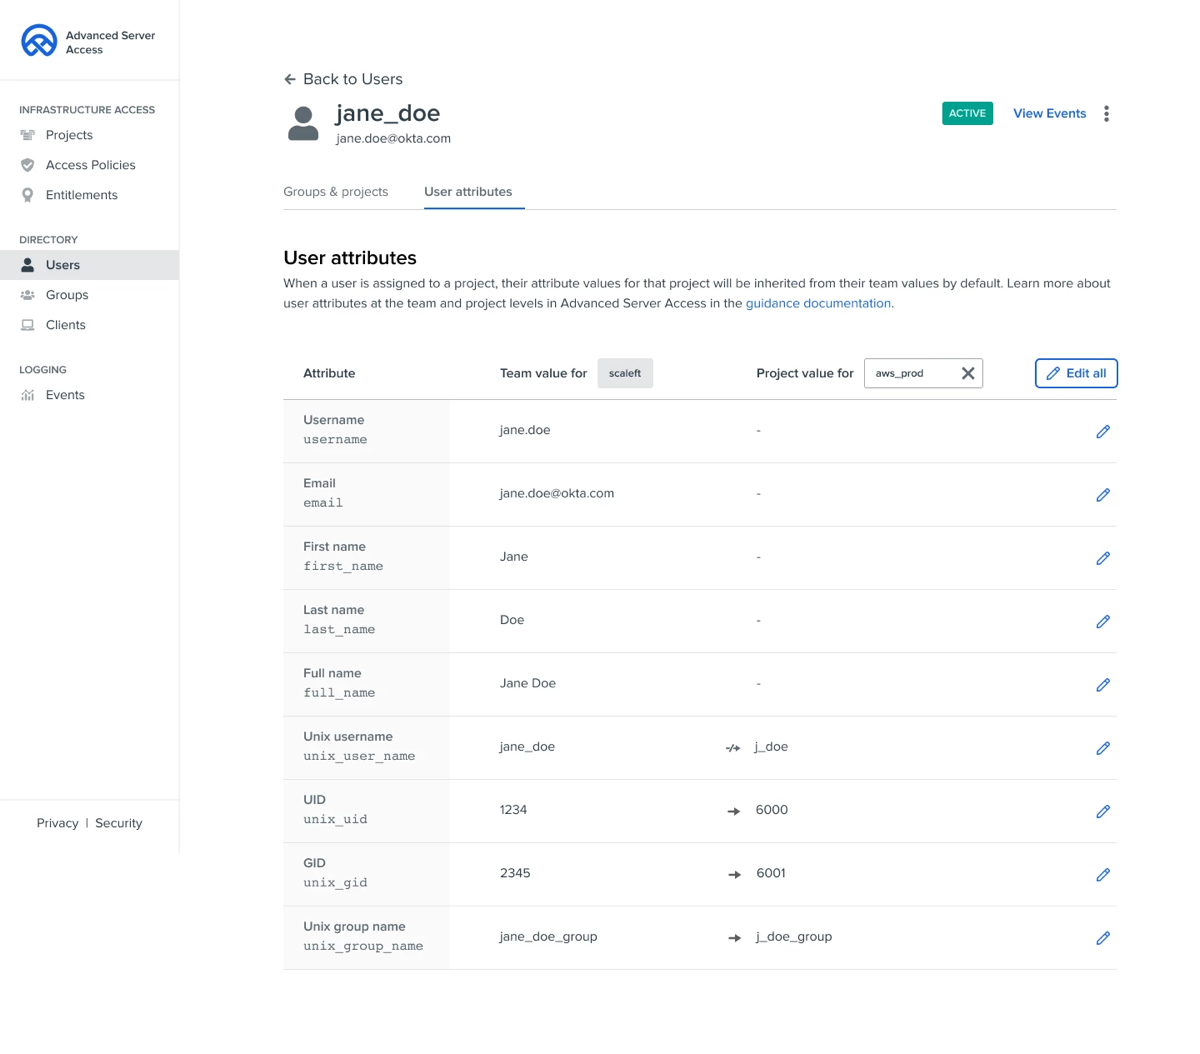 Advanced Server
Access
INFRASTRUCTURE ACCESS
Projects
Access Policies
Entitlements
DIRECTORY
Users
Groups
Clients
LOGGING
Events
Privacy | Security
Back to Users
jane_doe
jane.doe@okta.com
ACTIVE
View Events
Groups & projects User attributes
User attributes
When a user is assigned to a project, their attribute values for that project will be inherited from their team values by default. Learn more about
user attributes at the team and project levels in Advanced Server Access in the guidance documentation.
Attribute Team value for scaleft Project value for aws_prod Edit all
Username
username
jane.doe -
Email
email
jane.doe@okta.com -
First name
first_name
Jane -
Last name
last_name
Doe -
Full name
full_name
Jane Doe -
Unix username
unix_user_name
jane_doe j_doe
UID
unix_uid
1234 6000
GID
unix_gid
2345 6001
Unix group name
unix_group_name
jane_doe_group j_doe_group